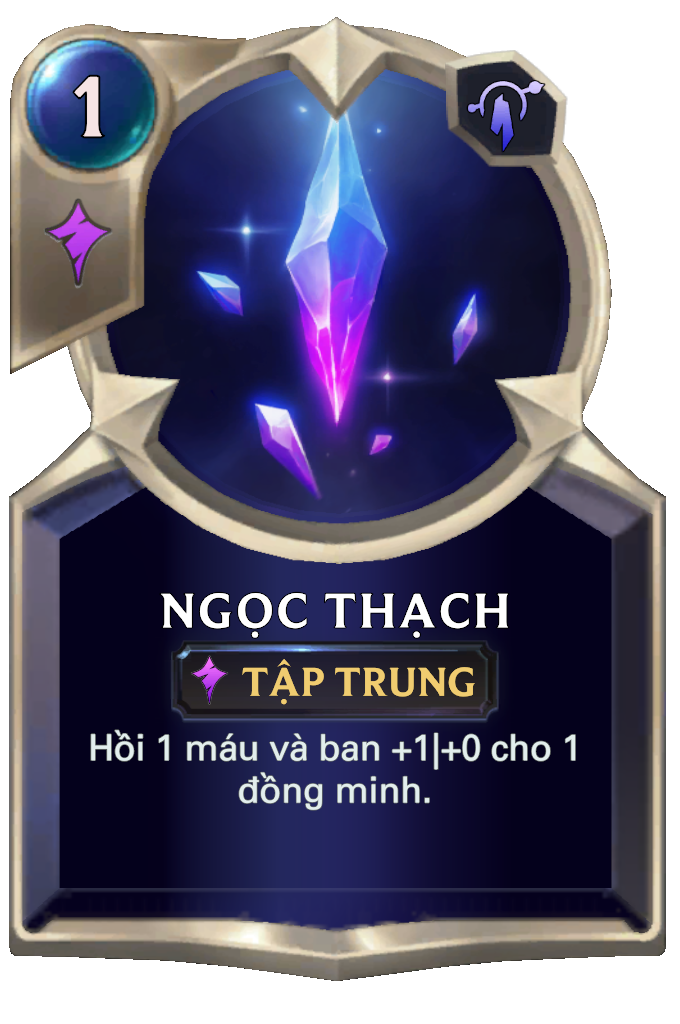 1
NGỌC THẠCH
TẬP TRUNG
Hồi 1 máu và ban +1|+0 cho 1
đồng minh.